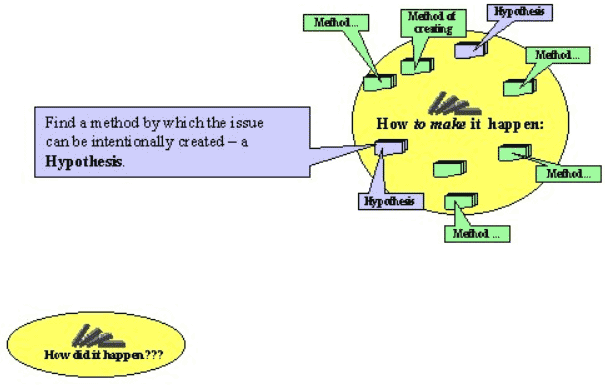 Hypothesis
Method of
creating
Method...
Method...
How to make it happen:
Find a method by which the issue
can be intentionally created – a
Hypothesis.
Method...
Hypothesis
Method ...
How did it happen???